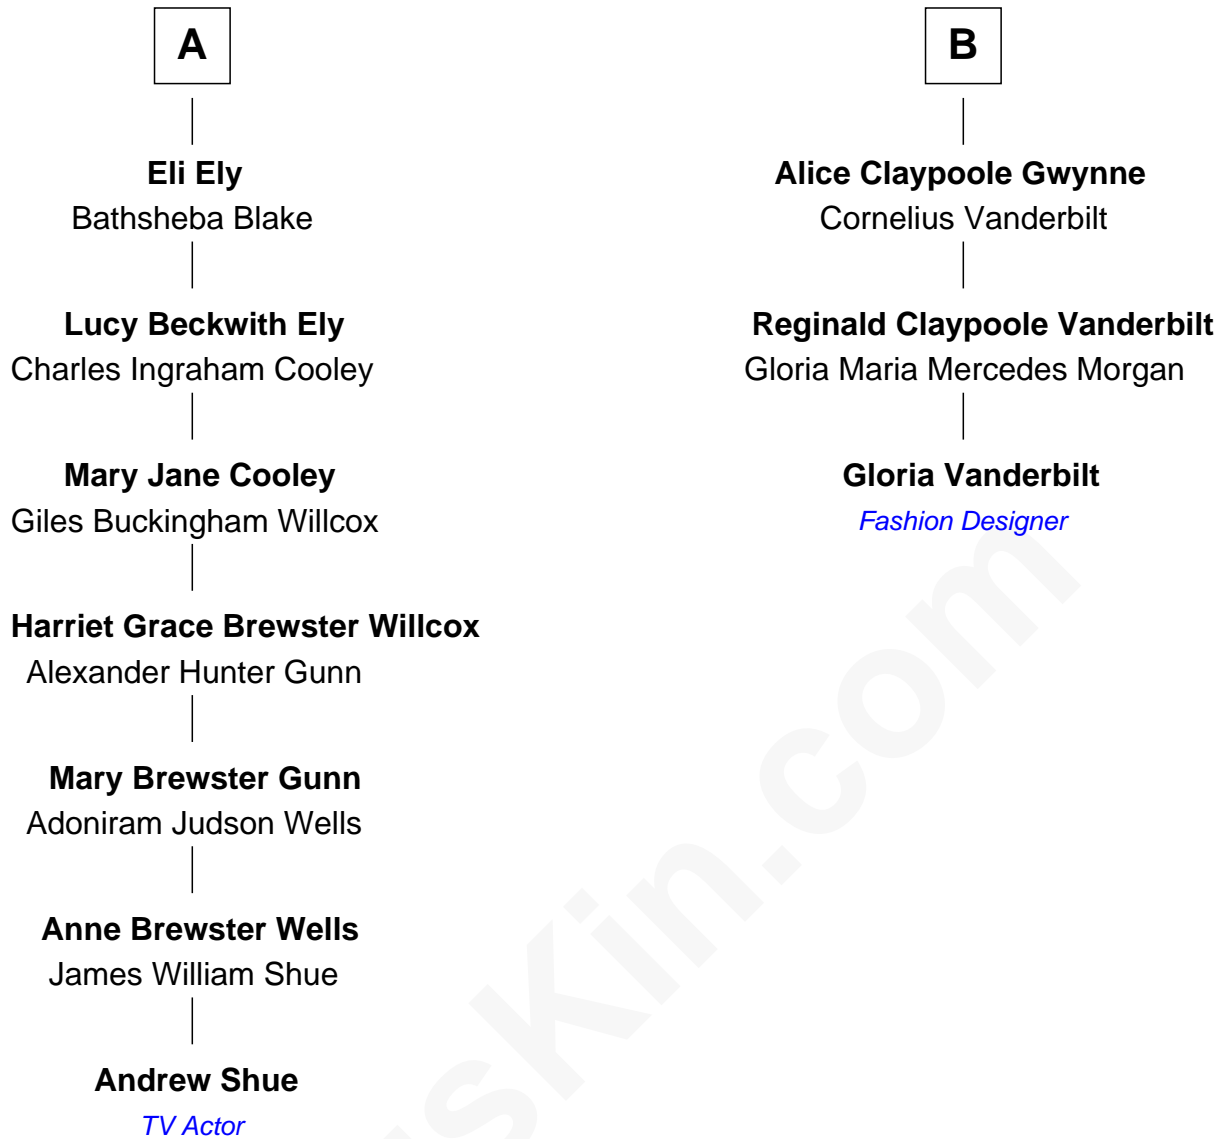 A
Eli Ely
Bathsheba Blake
Lucy Beckwith Ely
Charles Ingraham Cooley
Mary Jane Cooley
Giles Buckingham Willcox
Harriet Grace Brewster Willcox
Alexander Hunter Gunn
Mary Brewster Gunn
Adoniram Judson Wells
Anne Brewster Wells
James William Shue
Andrew Shue
TV Actor
B
Alice Claypoole Gwynne
Cornelius Vanderbilt
Reginald Claypoole Vanderbilt
Gloria Maria Mercedes Morgan
Gloria Vanderbilt
Fashion Designer
sKin.com